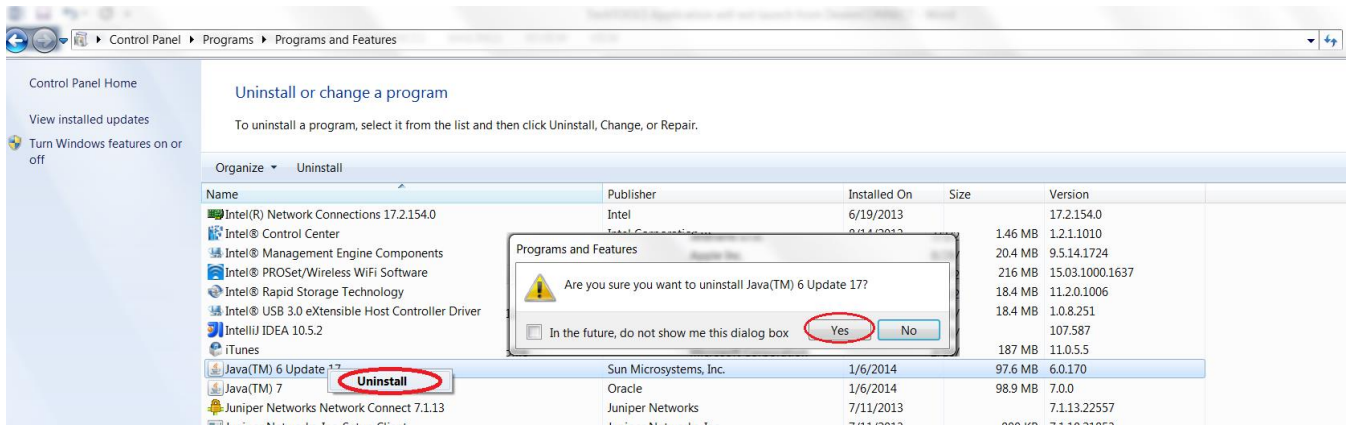 Control Panel ▸ Programs ▸ Programs and Features
Control Panel Home
View installed updates
Turn Windows features on or
off
Uninstall or change a program
To uninstall a program, select it from the list and then click Uninstall, Change, or Repair.
Organize Uninstall
Name Publisher Installed On Size Version
Intel(R) Network Connections 17.2.154.0 Intel 6/19/2013 17.2.154.0
Intel® Control Center 1.46 MB 1.2.1.1010
Intel® Management Engine Components 20.4 MB 9.5.14.1724
Intel® PROSet/Wireless WiFi Software 216 MB 15.03.1000.1637
Intel® Rapid Storage Technology 18.4 MB 11.2.0.1006
Intel® USB 3.0 eXtensible Host Controller Driver 18.4 MB 1.0.8.251
IntelliJ IDEA 10.5.2 107.587
iTunes 187 MB 11.0.5.5
Programs and Features
Are you sure you want to uninstall Java(TM) 6 Update 17?
In the future, do not show me this dialog box Yes No
Java(TM) 6 Update 17 Sun Microsystems, Inc. 1/6/2014 97.6 MB 6.0.170
Uninstall
Java(TM) 7 Oracle 1/6/2014 98.9 MB 7.0.0
Juniper Networks Network Connect 7.1.13 Juniper Networks 7/11/2013 7.1.13.22557